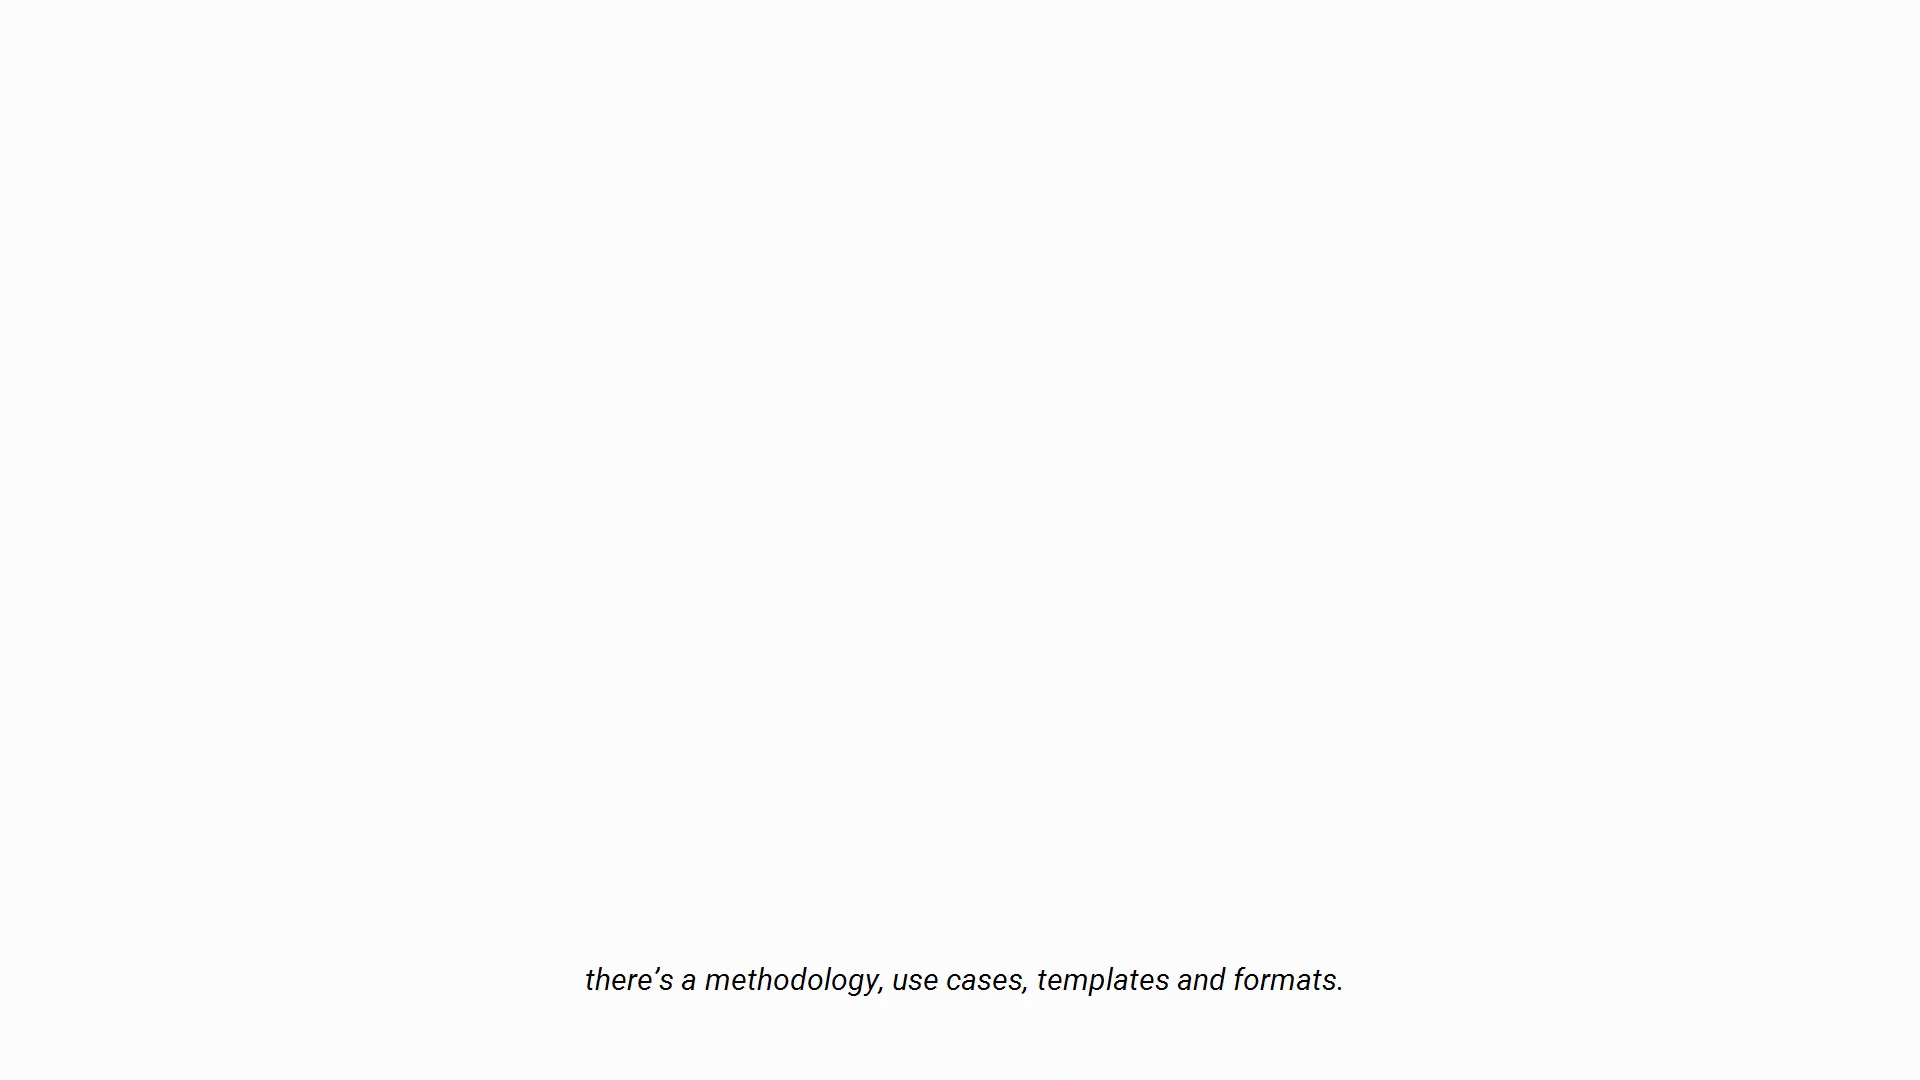 there’s a methodology, use cases, templates and formats.